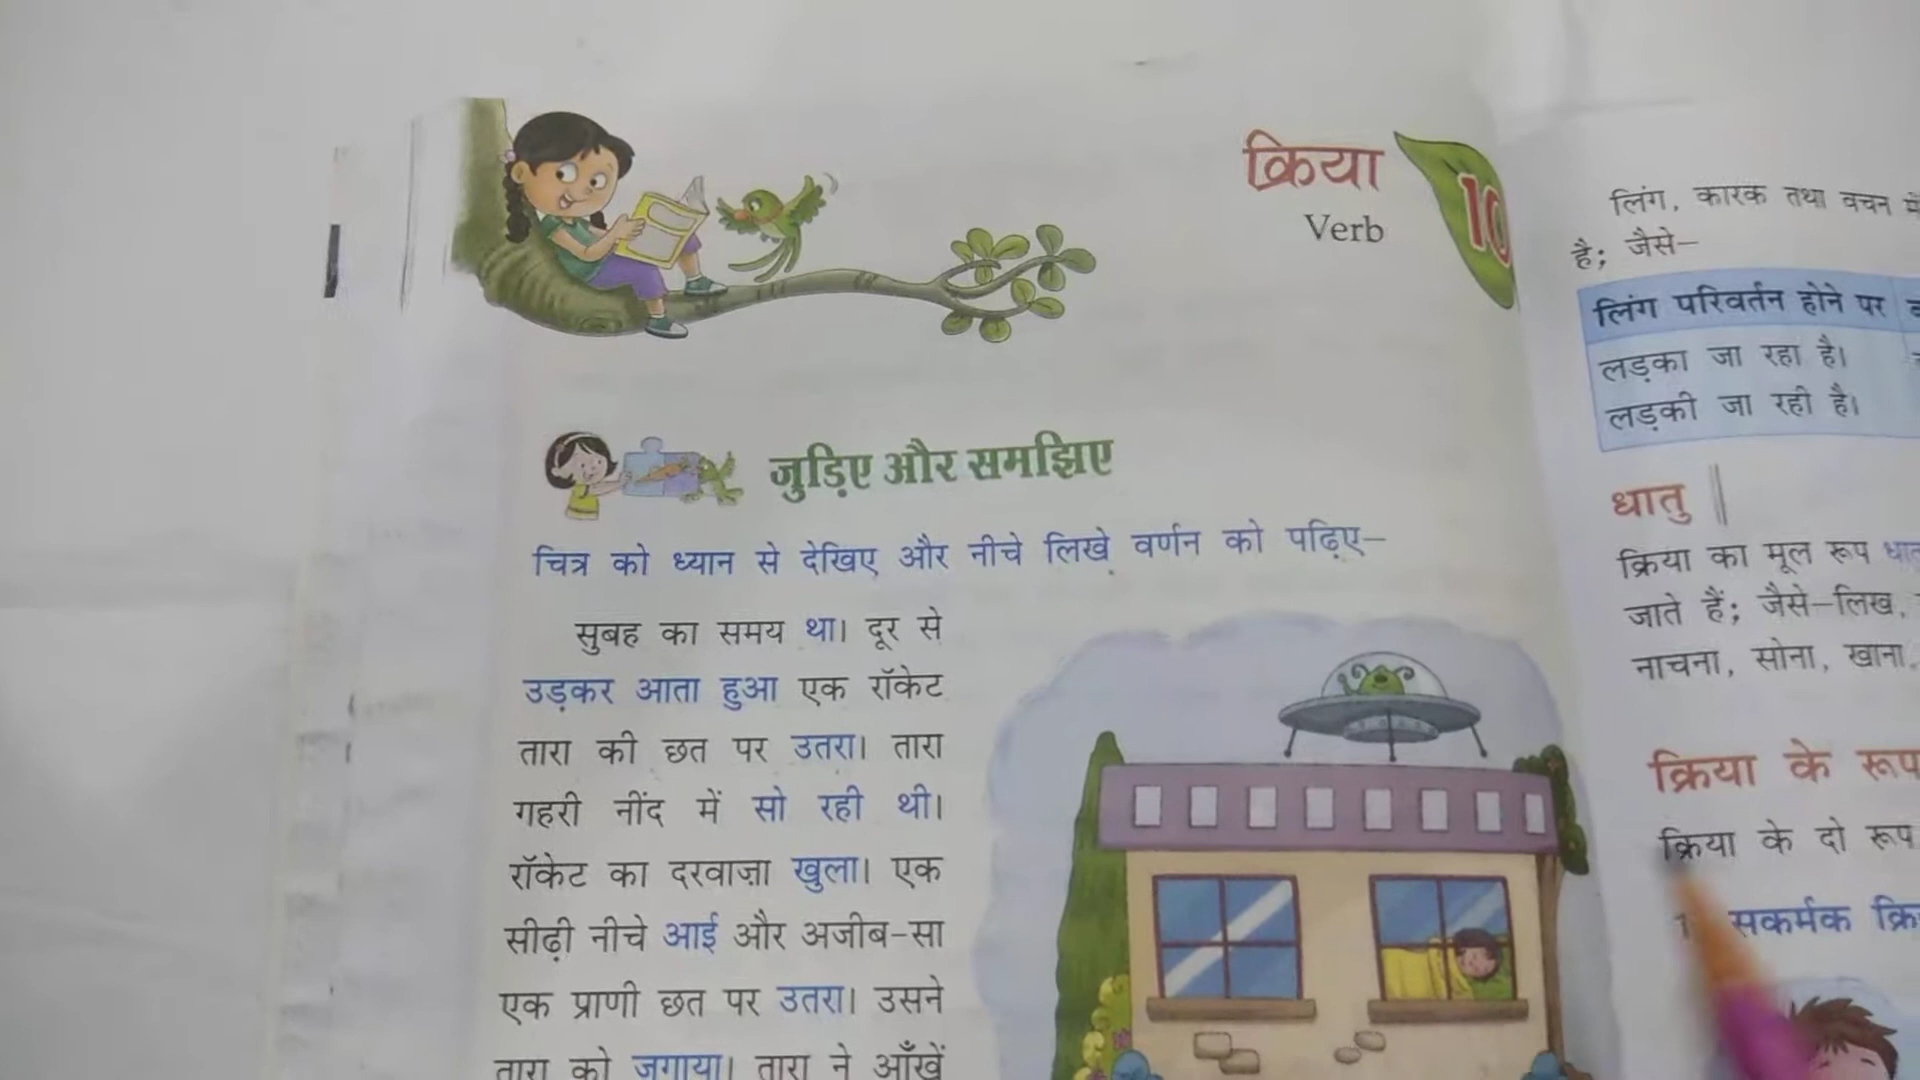 क्रिया
Verb
10
जुड़िए और समझिए
चित्र को ध्यान से देखिए और नीचे लिखे वर्णन को पढ़िए–
सुबह का समय था। दूर से
उड़कर आता हुआ एक रॉकेट
तारा की छत पर उतरा। तारा
गहरी नींद में सो रही थी।
रॉकेट का दरवाज़ा खुला। एक
सीढ़ी नीचे आई और अजीब-सा
एक प्राणी छत पर उतरा। उसने
तारा को जगाया। तारा ने आँखें
लिंग, कारक तथा वचन में
है; जैसे–
लिंग परिवर्तन होने पर
लड़का जा रहा है।
लड़की जा रही है।
धातु
क्रिया का मूल रूप
जाते हैं; जैसे–लिख,
नाचना, सोना, खाना,
क्रिया के रूप
क्रिया के दो रूप
सकर्मक